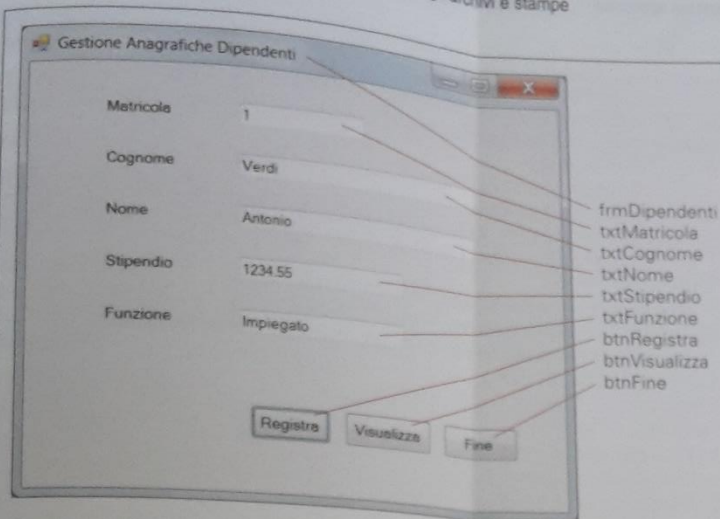 e stampe
Gestione Anagrafiche Dipendenti
Matricola 1
Cognome Verdi
Nome Antonio
Stipendio 1234.55
Funzione Impiegato
Registra Visualizza Fine
frmDipendenti
txtMatricola
txtCognome
txtNome
txtStipendio
txtFunzione
btnRegistra
btnVisualizza
btnFine